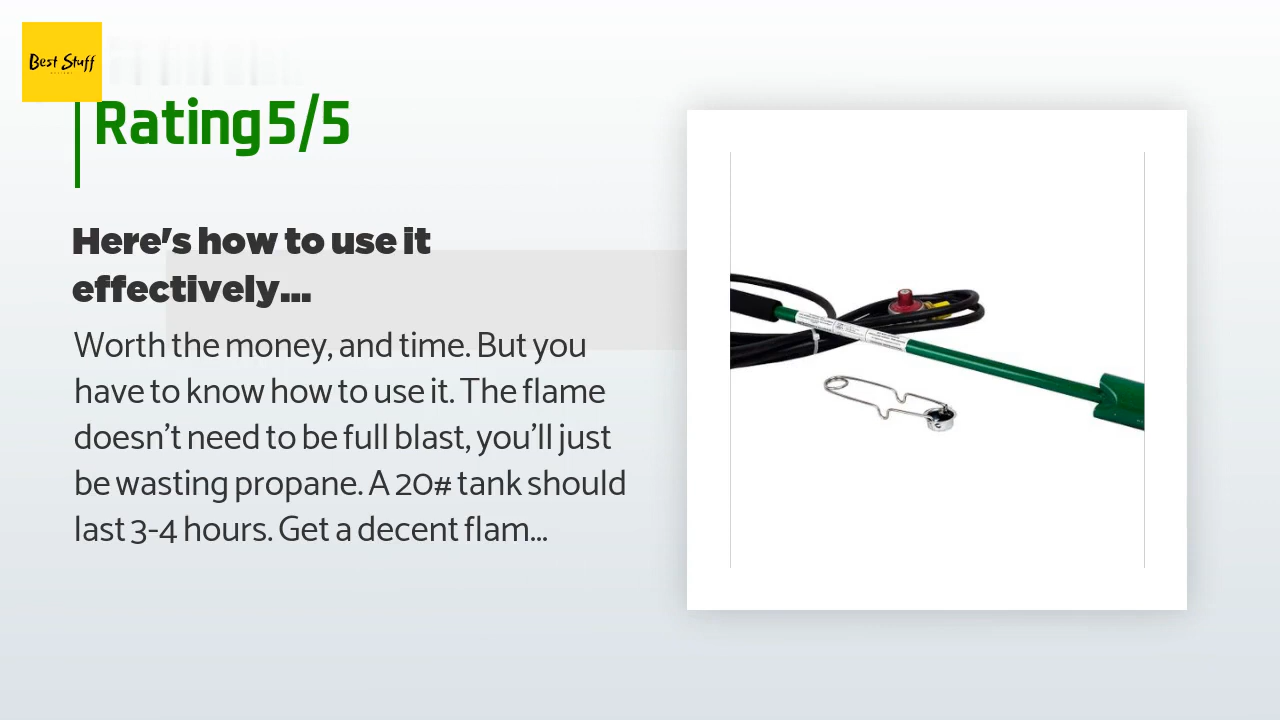 Best Stuff
Rating 5/5
Here's how to use it
effectively...
Worth the money, and time. But you
have to know how to use it. The flame
doesn't need to be full blast, you'll just
be wasting propane. A 20# tank should
last 3-4 hours. Get a decent flam...